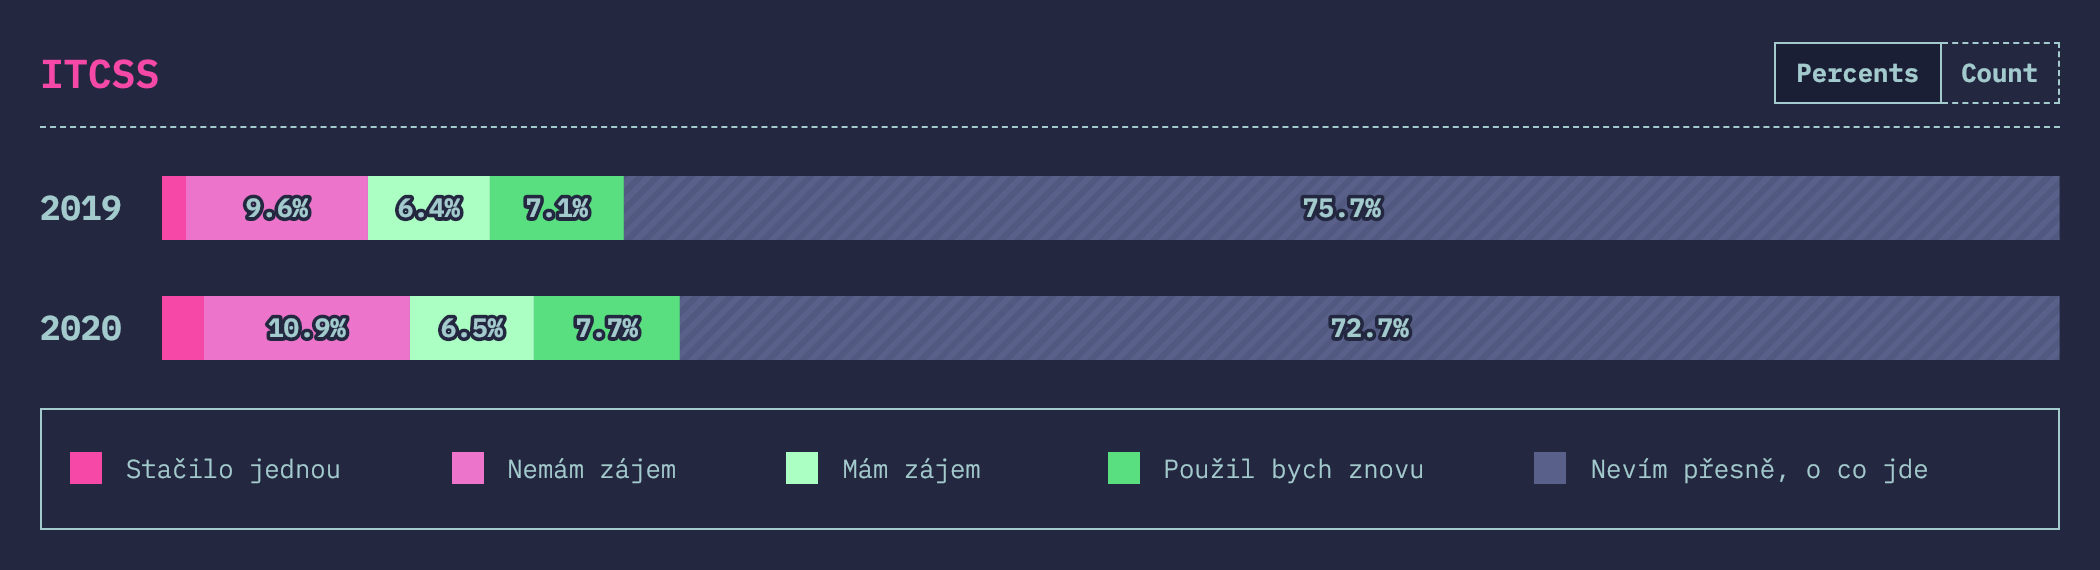 ITCSS
Percents Count
2019 9.6% 6.4% 7.1% 75.7%
2020 10.9% 6.5% 7.7% 72.7%
Stačilo jednou Nemám zájem Mám zájem Použil bych znovu Nevím přesně, o co jde